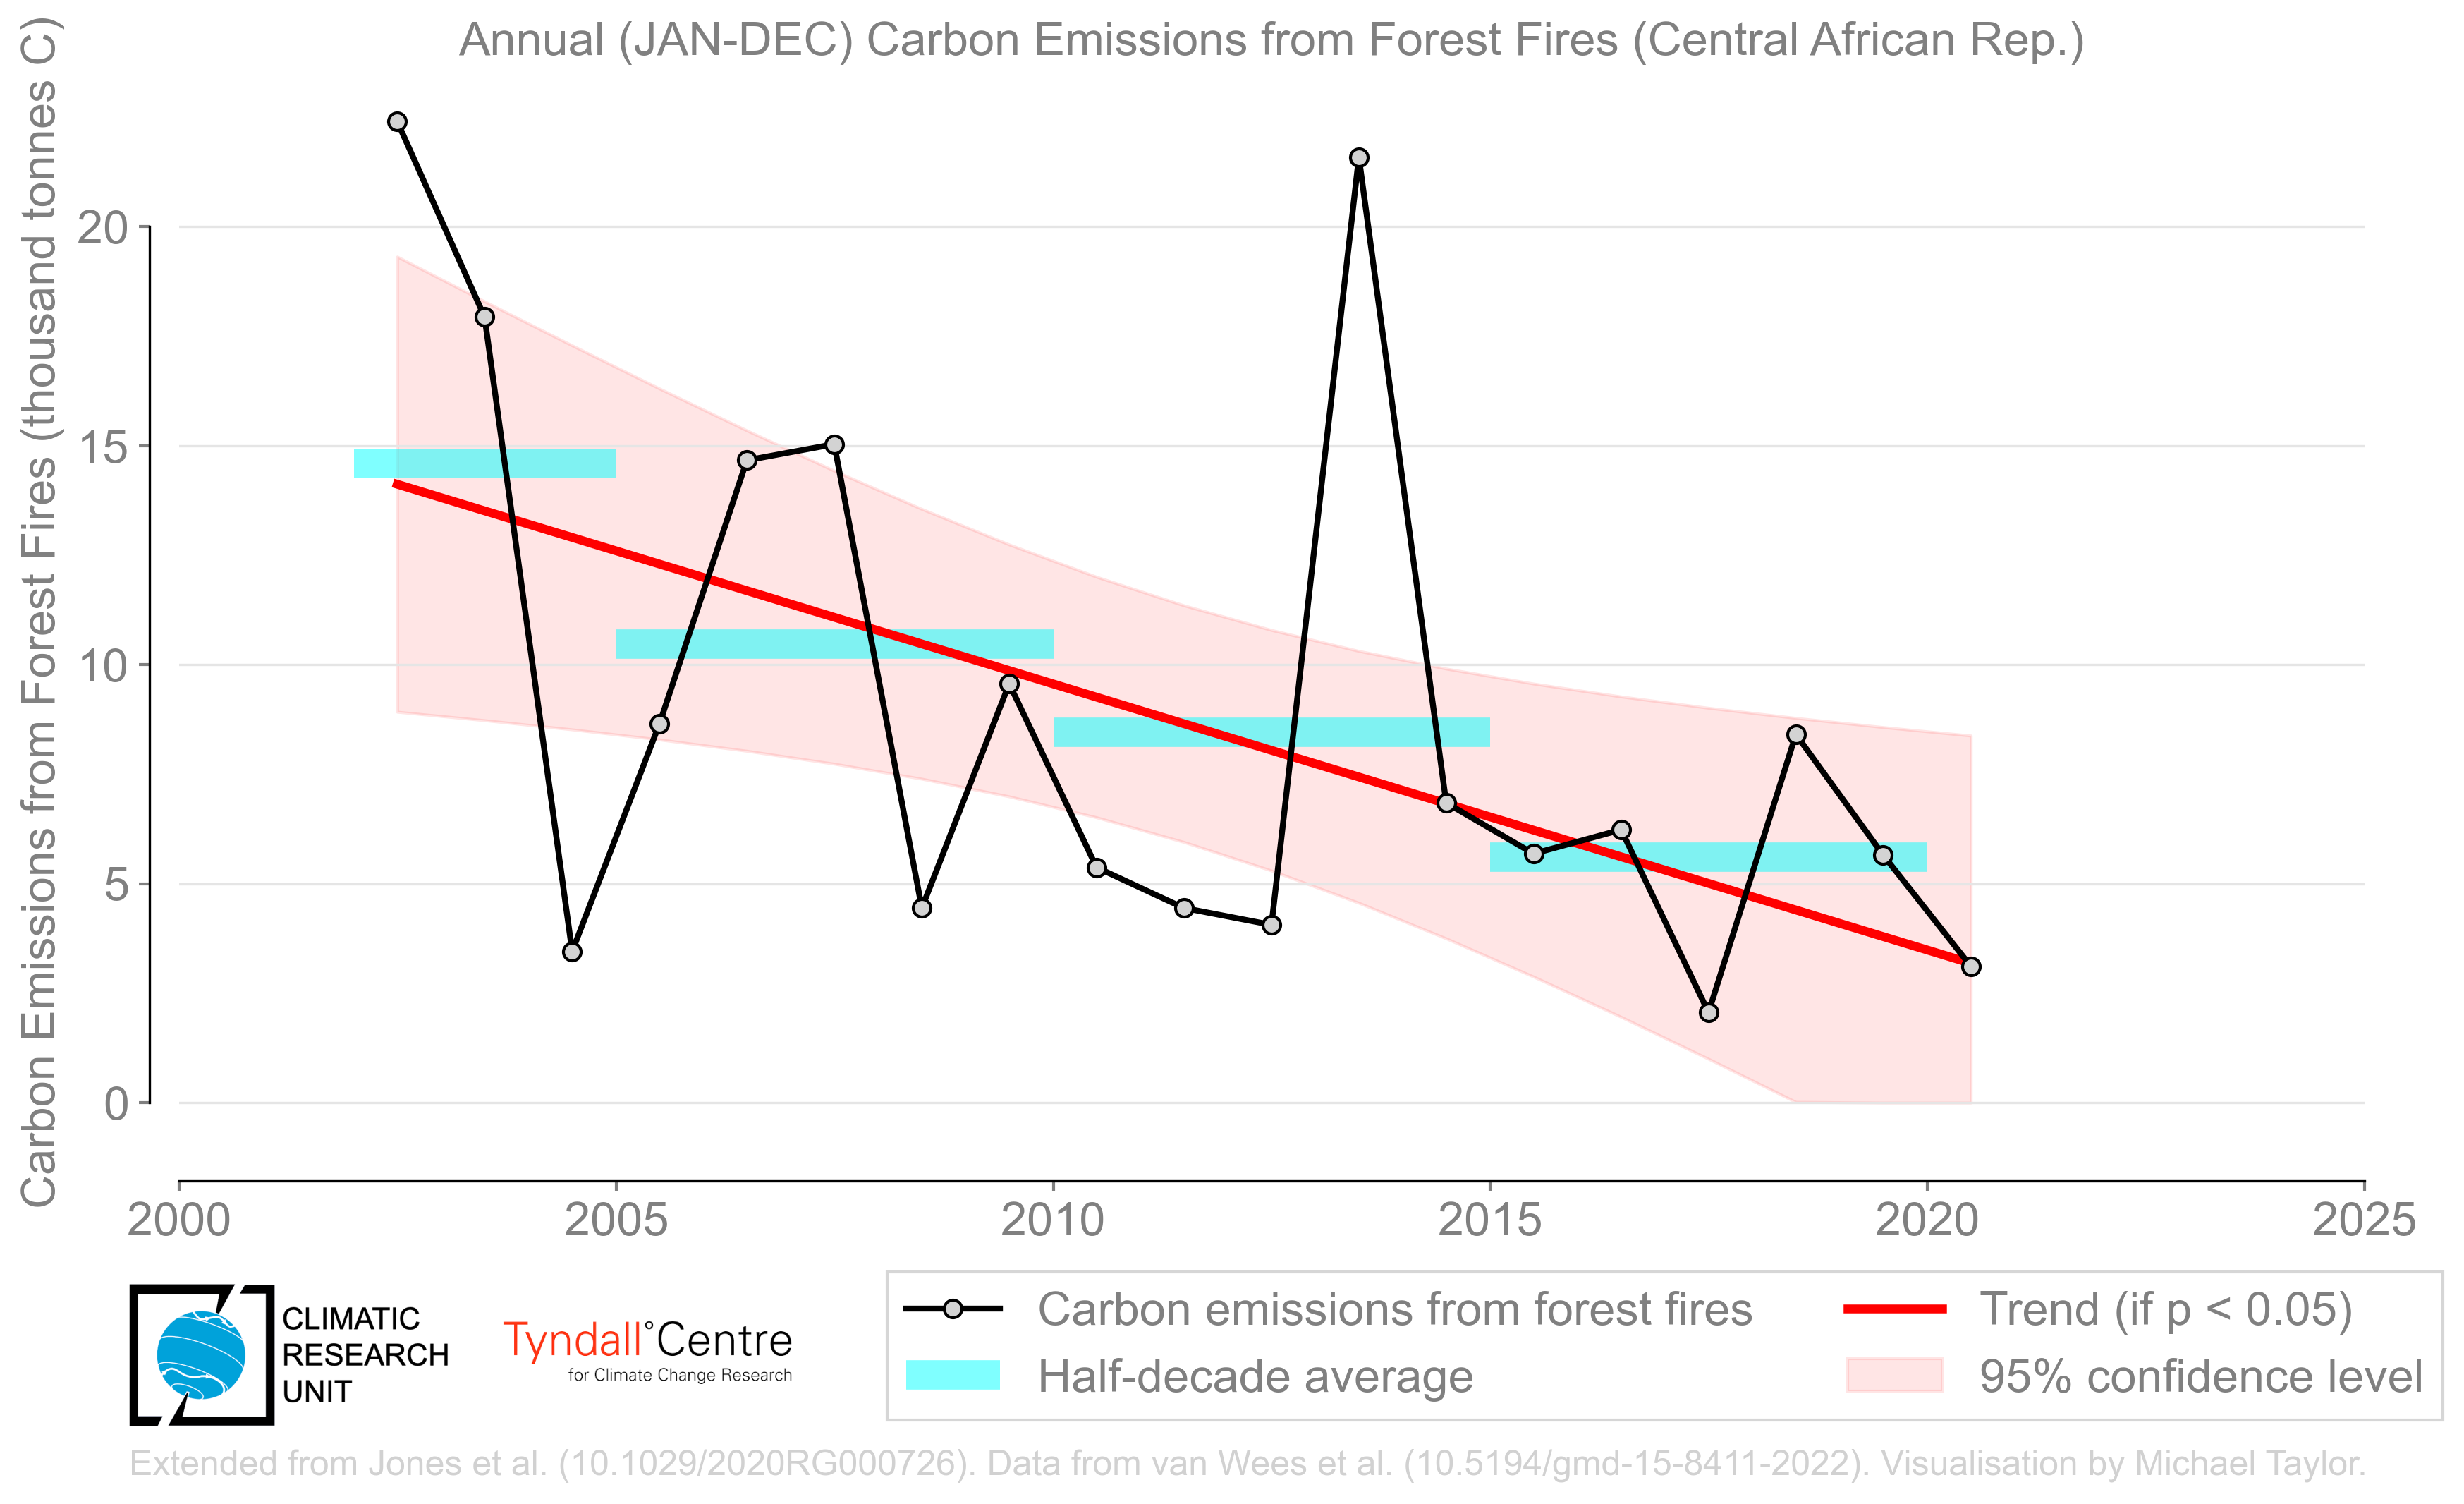 Annual (JAN-DEC) Carbon Emissions from Forest Fires (Central African Rep.)
Carbon Emissions from Forest Fires (thousand tonnes C)
20
15
10
5
0
2000 2005 2010 2015 2020 2025
CLIMATIC
RESEARCH
UNIT
Tyndall°Centre
for Climate Change Research
Carbon emissions from forest fires
Half-decade average
Trend (if p < 0.05)
95% confidence level
Extended from Jones et al. (10.1029/2020RG000726). Data from van Wees et al. (10.5194/gmd-15-8411-2022). Visualisation by Michael Taylor.